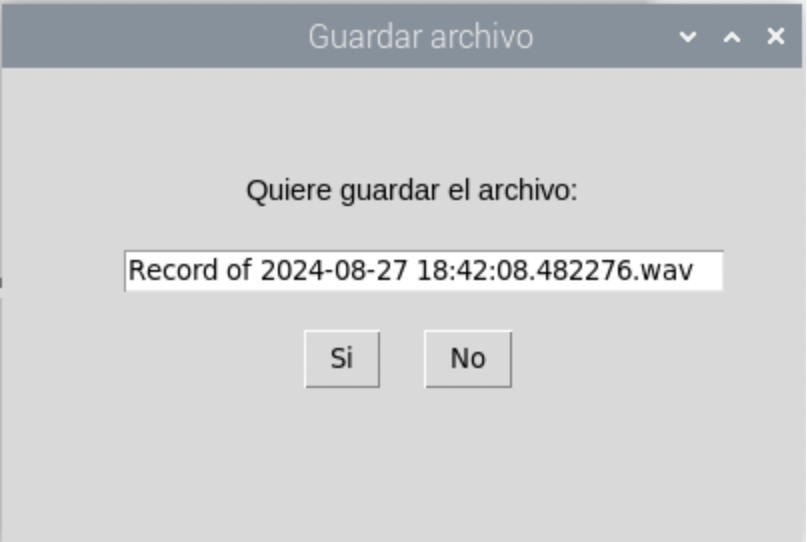 Guardar archivo
Quiere guardar el archivo:
Record of 2024-08-27 18:42:08.482276.wav
Si No